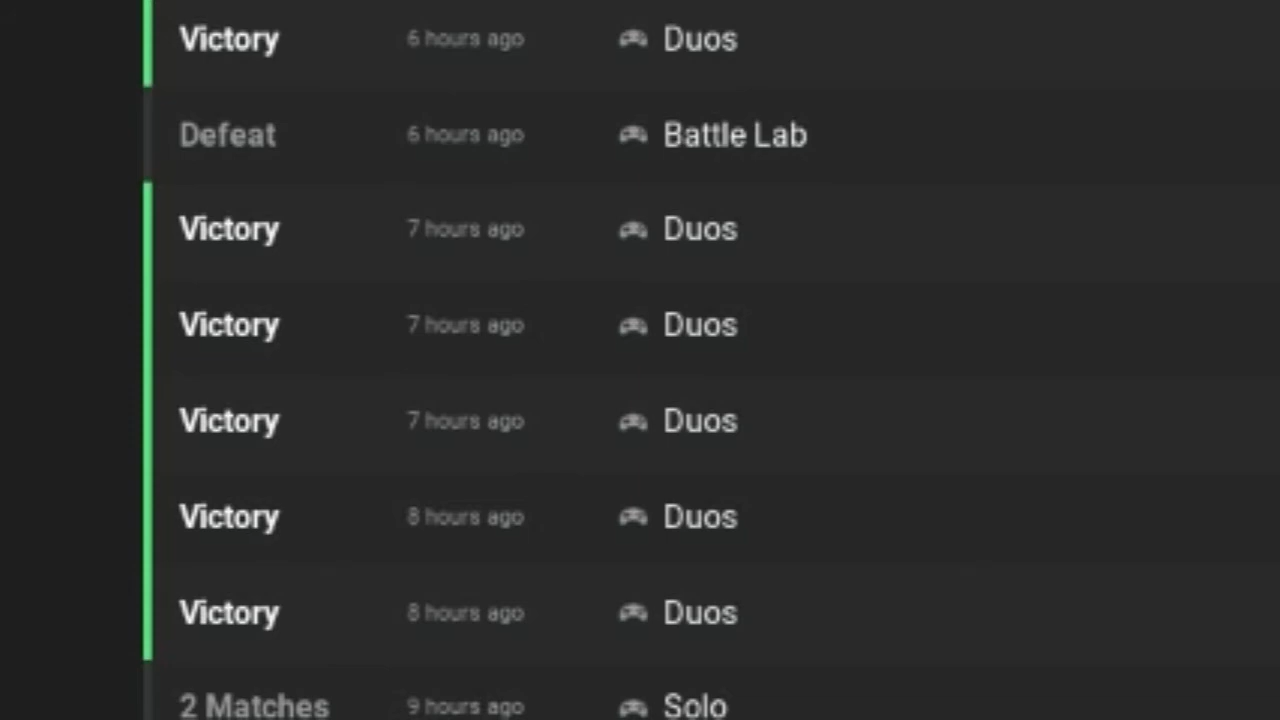 Victory 6 hours ago Duos
Defeat 6 hours ago Battle Lab
Victory 7 hours ago Duos
Victory 7 hours ago Duos
Victory 7 hours ago Duos
Victory 8 hours ago Duos
Victory 8 hours ago Duos
2 Matches 9 hours ago Solo